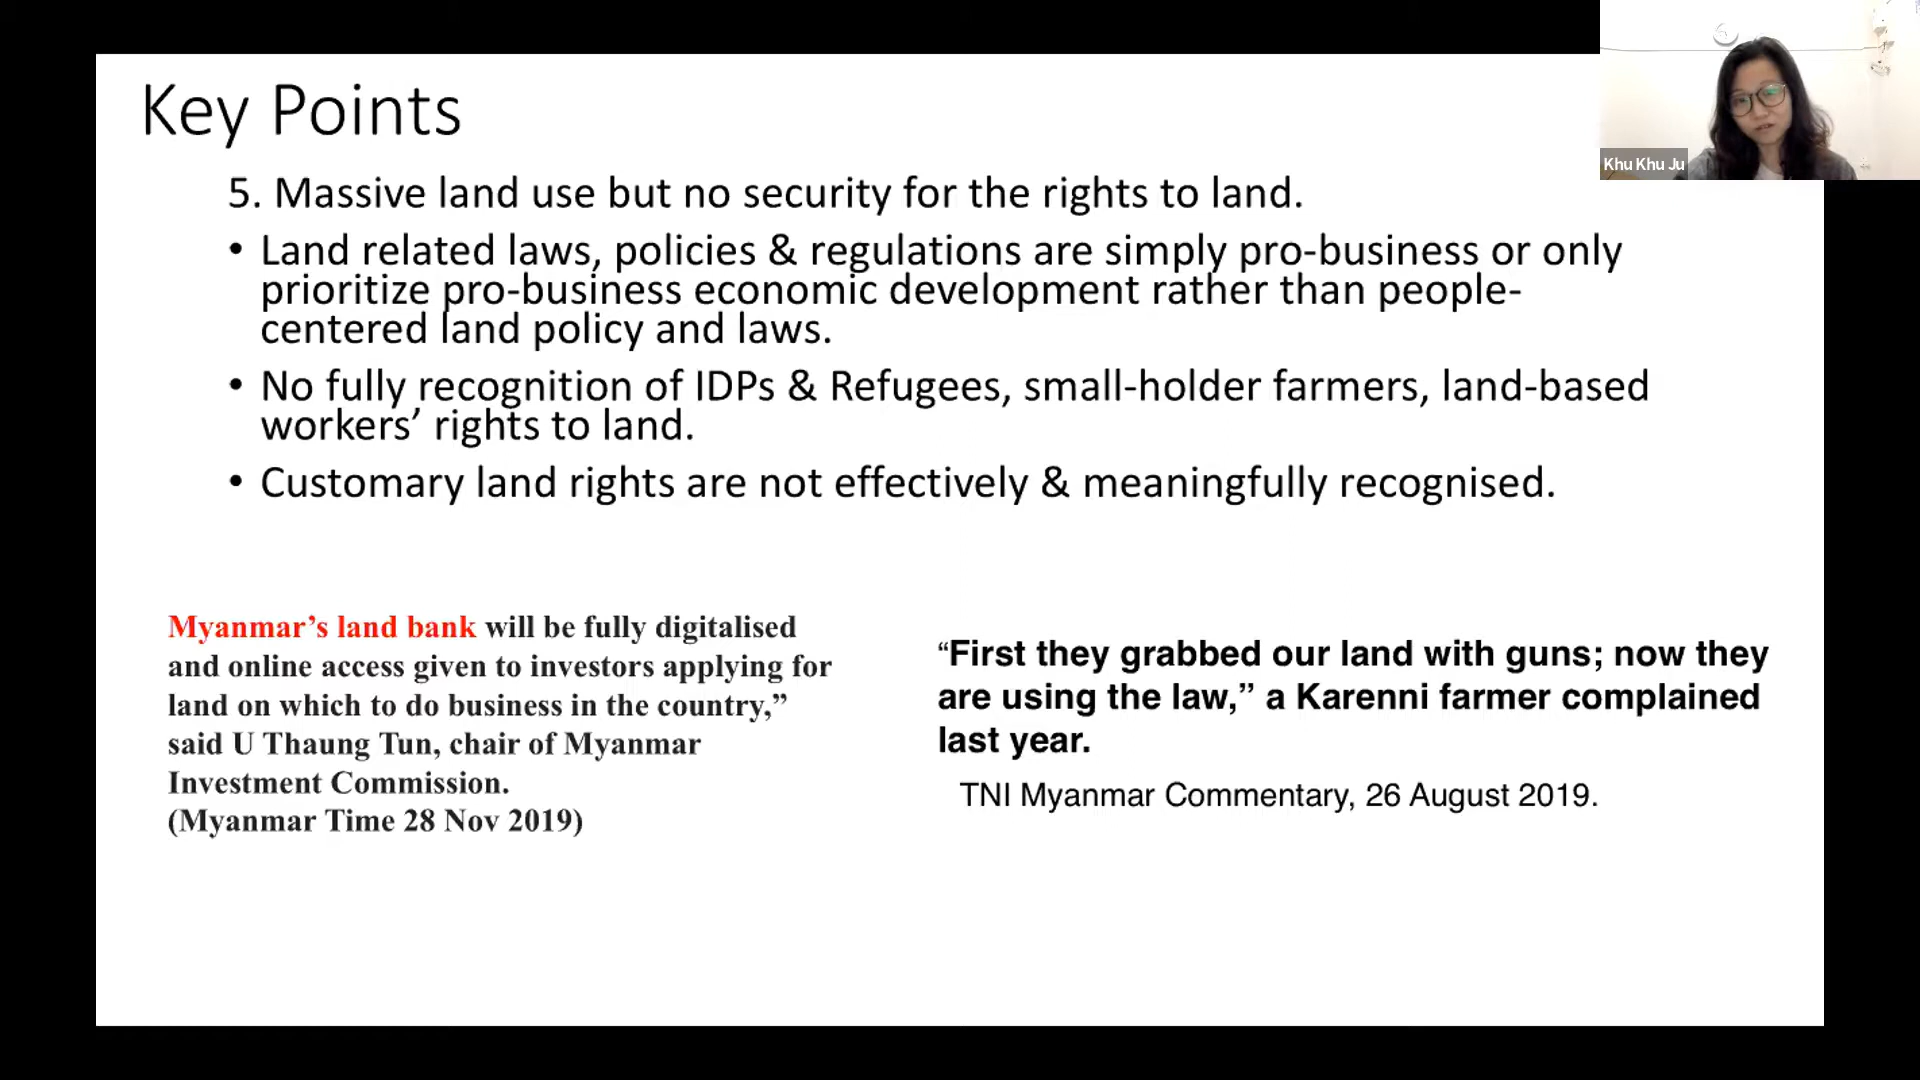 Key Points
5. Massive land use but no security for the rights to land.
• Land related laws, policies & regulations are simply pro-business or only
prioritize pro-business economic development rather than people-
centered land policy and laws.
• No fully recognition of IDPs & Refugees, small-holder farmers, land-based
workers’ rights to land.
• Customary land rights are not effectively & meaningfully recognised.
Myanmar’s land bank will be fully digitalised
and online access given to investors applying for
land on which to do business in the country,”
said U Thaung Tun, chair of Myanmar
Investment Commission.
(Myanmar Time 28 Nov 2019)
“First they grabbed our land with guns; now they
are using the law,” a Karenni farmer complained
last year.
TNI Myanmar Commentary, 26 August 2019.
Khu Khu Ju